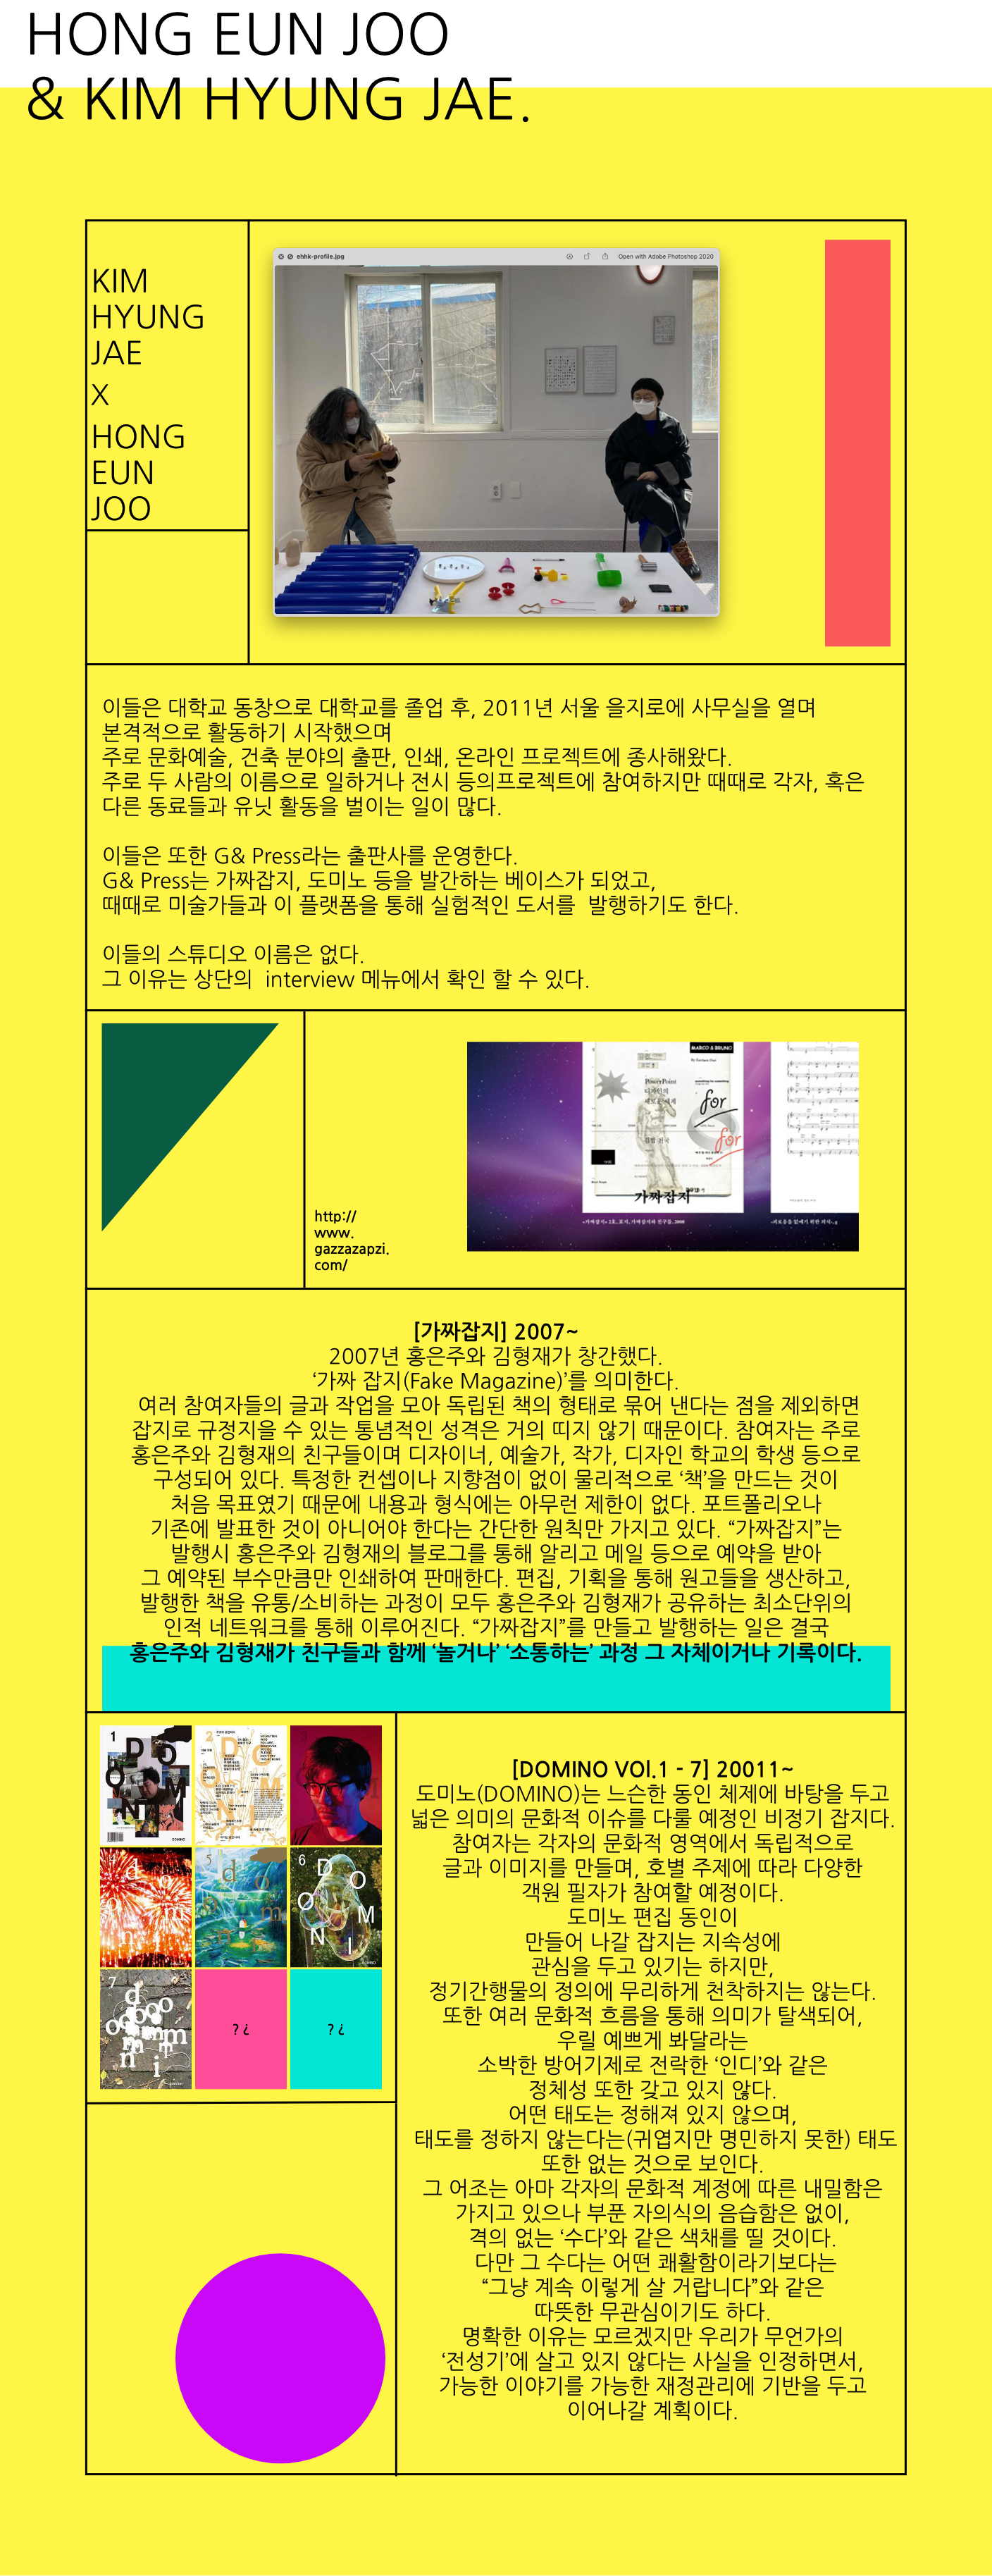 HONG EUN JOO
& KIM HYUNG JAE.
KIM
HYUNG
JAE
X
HONG
EUN
JOO
ehhk-profile.jpg
Open with Adobe Photoshop 2020
이들은 대학교 동창으로 대학교를 졸업 후, 2011년 서울 을지로에 사무실을 열며
본격적으로 활동하기 시작했으며
주로 문화예술, 건축 분야의 출판, 인쇄, 온라인 프로젝트에 종사해왔다.
주로 두 사람의 이름으로 일하거나 전시 등의프로젝트에 참여하지만 때때로 각자, 혹은
다른 동료들과 유닛 활동을 벌이는 일이 많다.
이들은 또한 G& Press라는 출판사를 운영한다.
G& Press는 가짜잡지, 도미노 등을 발간하는 베이스가 되었고,
때때로 미술가들과 이 플랫폼을 통해 실험적인 도서를 발행하기도 한다.
이들의 스튜디오 이름은 없다.
그 이유는 상단의 interview 메뉴에서 확인 할 수 있다.
MARCO & BRUNO
PowerPoint
디자인의
for
for
가짜잡지
http://
www.
gazzazapzi.
com/
[가짜잡지] 2007~
2007년 홍은주와 김형재가 창간했다.
‘가짜 잡지(Fake Magazine)’를 의미한다.
여러 참여자들의 글과 작업을 모아 독립된 책의 형태로 묶어 낸다는 점을 제외하면
잡지로 규정지을 수 있는 통념적인 성격은 거의 띠지 않기 때문이다. 참여자는 주로
홍은주와 김형재의 친구들이며 디자이너, 예술가, 작가, 디자인 학교의 학생 등으로
구성되어 있다. 특정한 컨셉이나 지향점이 없이 물리적으로 ‘책’을 만드는 것이
처음 목표였기 때문에 내용과 형식에는 아무런 제한이 없다. 포트폴리오나
기존에 발표한 것이 아니어야 한다는 간단한 원칙만 가지고 있다. “가짜잡지”는
발행시 홍은주와 김형재의 블로그를 통해 알리고 메일 등으로 예약을 받아
그 예약된 부수만큼만 인쇄하여 판매한다. 편집, 기획을 통해 원고들을 생산하고,
발행한 책을 유통/소비하는 과정이 모두 홍은주와 김형재가 공유하는 최소단위의
인적 네트워크를 통해 이루어진다. “가짜잡지”를 만들고 발행하는 일은 결국
홍은주와 김형재가 친구들과 함께 ‘놀거나’ ‘소통하는’ 과정 그 자체이거나 기록이다.
1
D O O M N
DOMINO
2
D O
5
d o o m n i
6
D O O M N I
7
? ¿
? ¿
[DOMINO VOl.1 - 7] 20011~
도미노(DOMINO)는 느슨한 동인 체제에 바탕을 두고
넓은 의미의 문화적 이슈를 다룰 예정인 비정기 잡지다.
참여자는 각자의 문화적 영역에서 독립적으로
글과 이미지를 만들며, 호별 주제에 따라 다양한
객원 필자가 참여할 예정이다.
도미노 편집 동인이
만들어 나갈 잡지는 지속성에
관심을 두고 있기는 하지만,
정기간행물의 정의에 무리하게 천착하지는 않는다.
또한 여러 문화적 흐름을 통해 의미가 탈색되어,
우릴 예쁘게 봐달라는
소박한 방어기제로 전락한 ‘인디’와 같은
정체성 또한 갖고 있지 않다.
어떤 태도는 정해져 있지 않으며,
태도를 정하지 않는다는(귀엽지만 명민하지 못한) 태도
또한 없는 것으로 보인다.
그 어조는 아마 각자의 문화적 계정에 따른 내밀함은
가지고 있으나 부푼 자의식의 음습함은 없이,
격의 없는 ‘수다’와 같은 색채를 띨 것이다.
다만 그 수다는 어떤 쾌활함이라기보다는
“그냥 계속 이렇게 살 거랍니다”와 같은
따뜻한 무관심이기도 하다.
명확한 이유는 모르겠지만 우리가 무언가의
‘전성기’에 살고 있지 않다는 사실을 인정하면서,
가능한 이야기를 가능한 재정관리에 기반을 두고
이어나갈 계획이다.